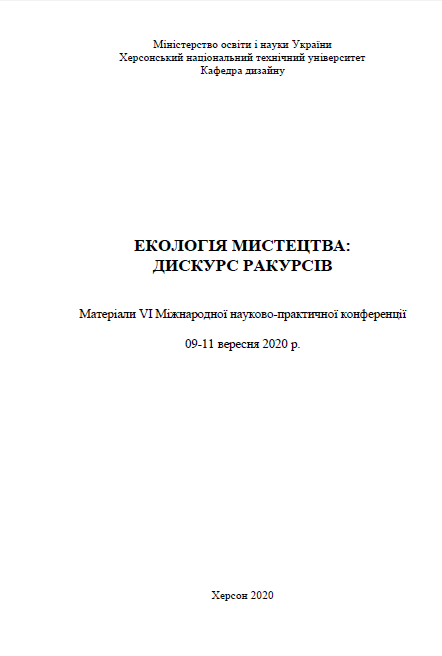 Міністерство освіти і науки України
Херсонський національний технічний університет
Кафедра дизайну
ЕКОЛОГІЯ МИСТЕЦТВА:
ДИСКУРС РАКУРСІВ
Матеріали VI Міжнародної науково-практичної конференції
09-11 вересня 2020 р.
Херсон 2020